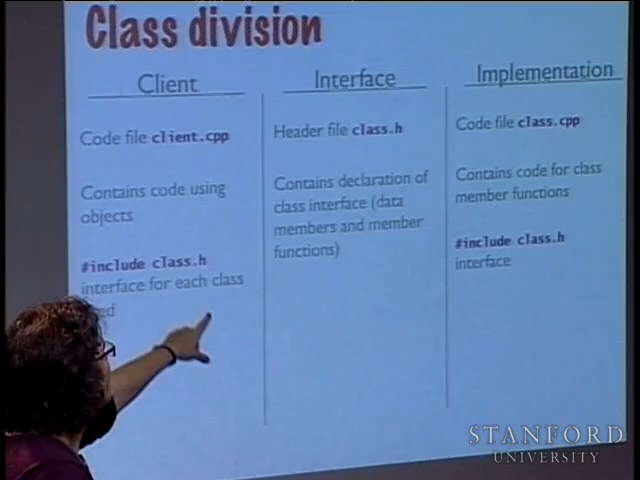 Class division
Client
Code file client.cpp
Contains code using
objects
#include class.h
interface for each class
Interface
Header file class.h
Contains declaration of
class interface (data
members and member
functions)
Implementation
Code file class.cpp
Contains code for class
member functions
#include class.h
interface
STANFORD
UNIVERSITY